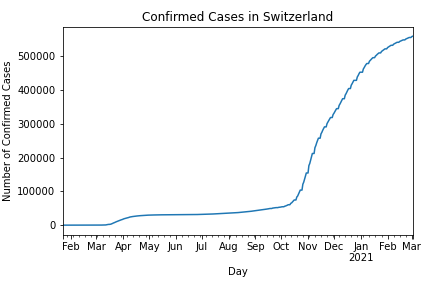 Confirmed Cases in Switzerland
Number of Confirmed Cases
500000
400000
300000
200000
100000
0
Feb Mar Apr May Jun Jul Aug Sep Oct Nov Dec Jan Feb Mar
2021
Day